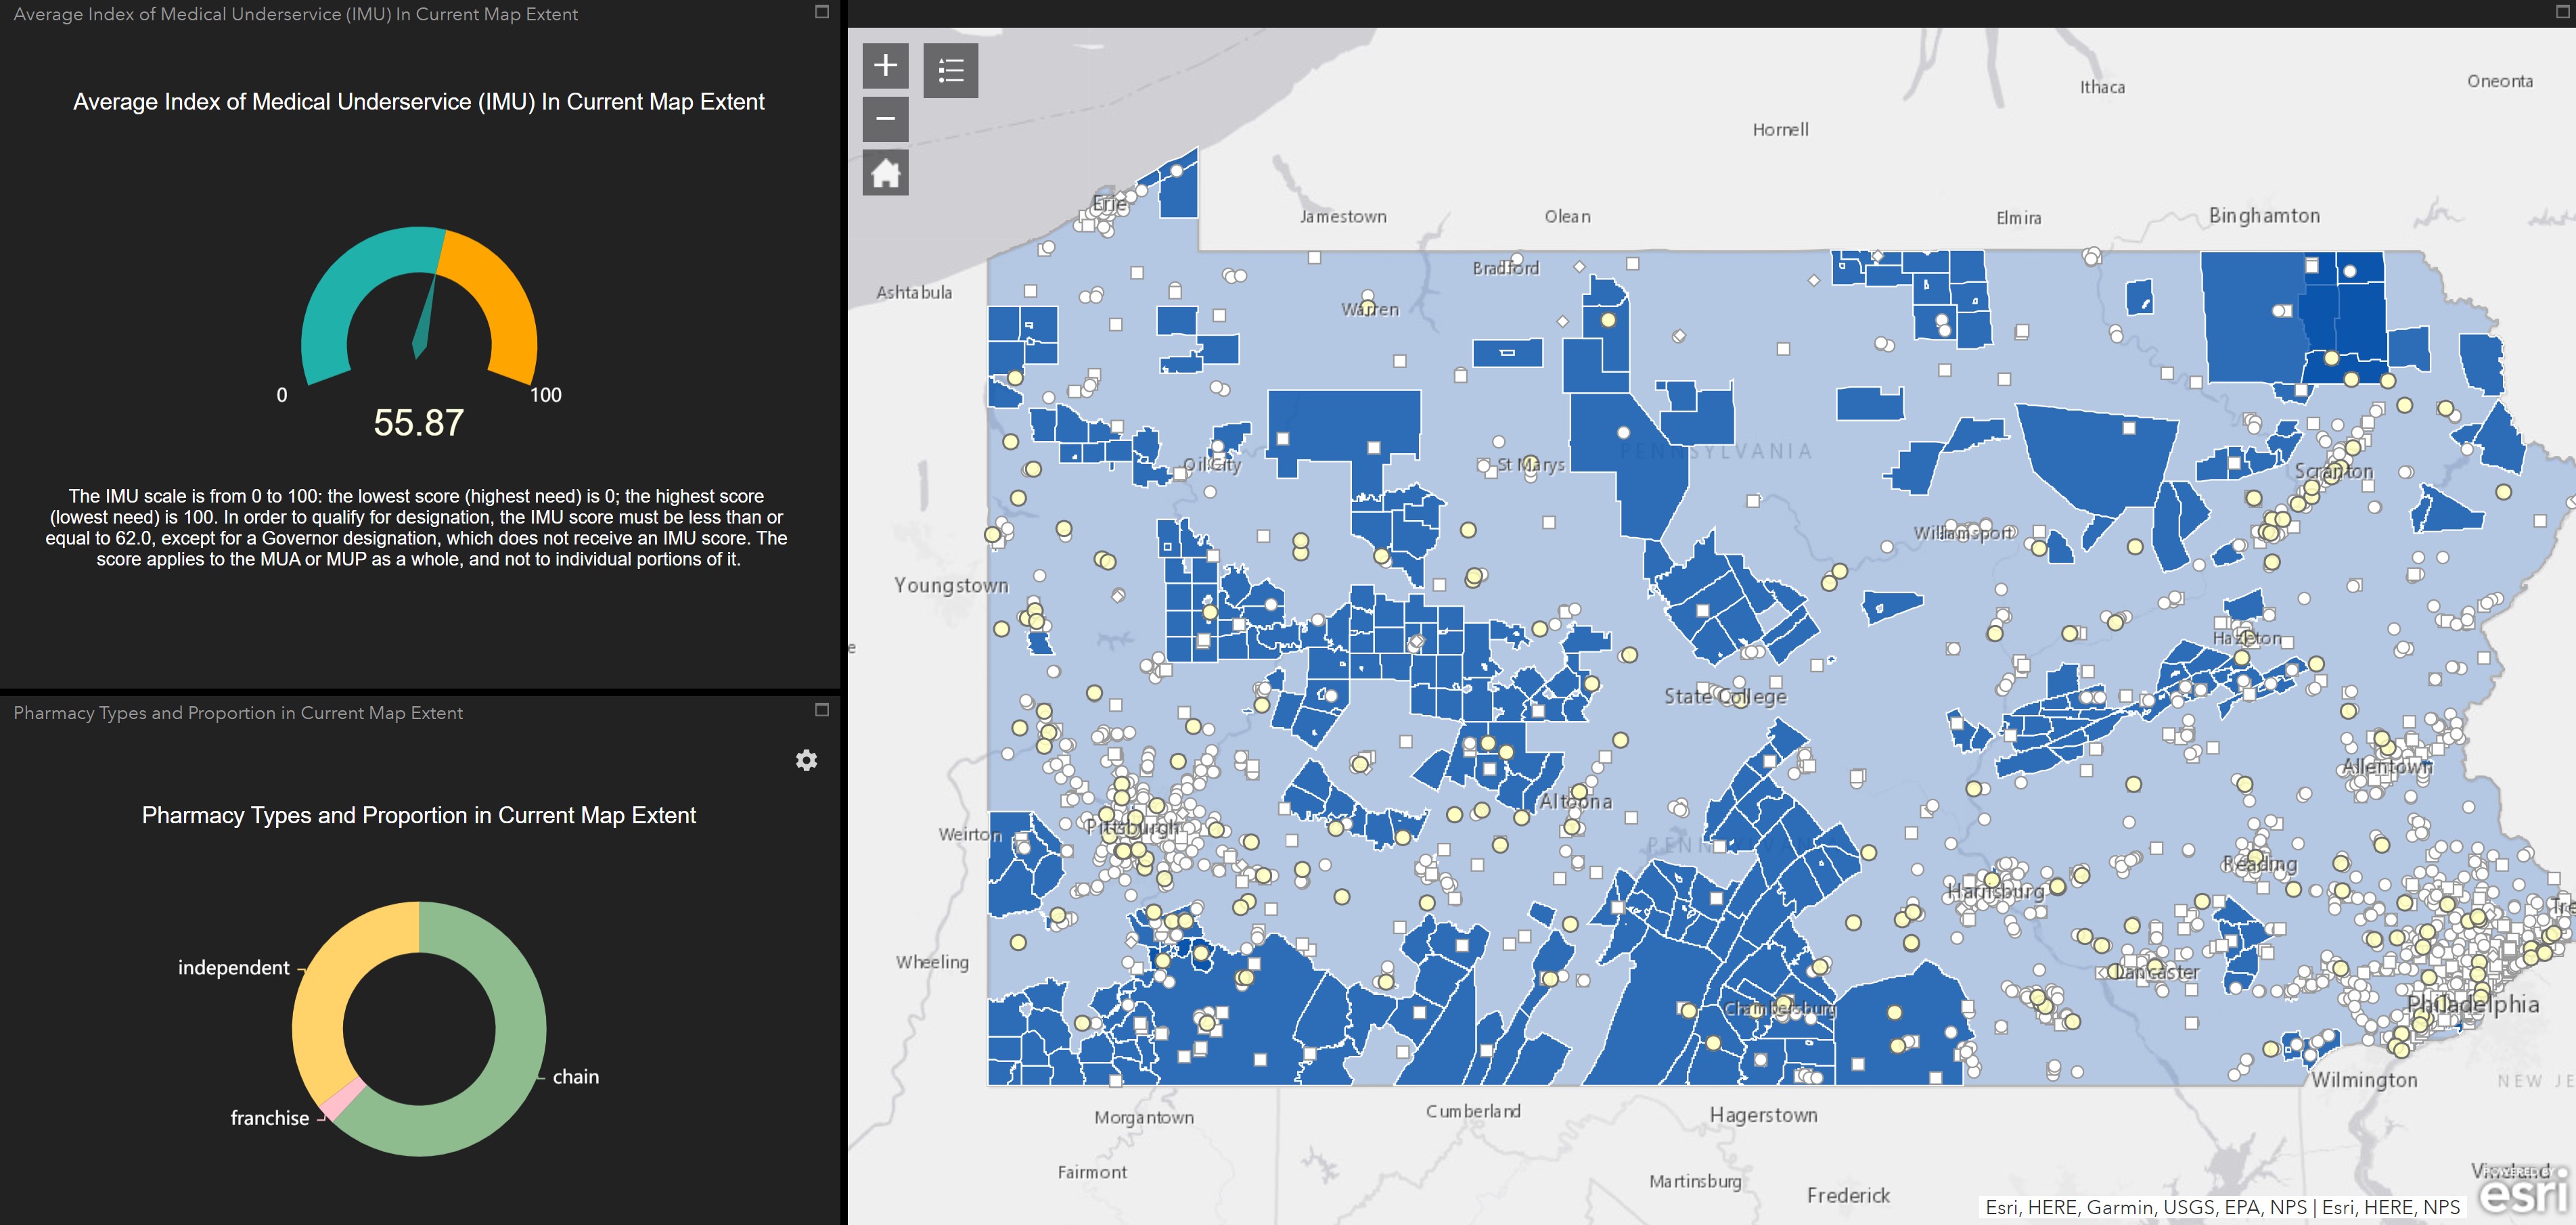 Average Index of Medical Underservice (IMU) In Current Map Extent
Average Index of Medical Underservice (IMU) In Current Map Extent
0
100
55.87
The IMU scale is from 0 to 100: the lowest score (highest need) is 0; the highest score
(lowest need) is 100. In order to qualify for designation, the IMU score must be less than or
equal to 62.0, except for a Governor designation, which does not receive an IMU score. The
score applies to the MUA or MUP as a whole, and not to individual portions of it.
Pharmacy Types and Proportion in Current Map Extent
Pharmacy Types and Proportion in Current Map Extent
independent
franchise
chain
Ithaca
Oneonta
Hornell
Erie
Jamestown
Olean
Elmira
Binghamton
Bradford
Ashtabula
Warren
PENNSYLVANIA
Oil City
St Marys
Scranton
Williamsport
Youngstown
e
Hazleton
State College
Allentown
Altoona
Pittsburgh
Weirton
PENNSYLVANIA
Reading
Harrisburg
Tre
Wheeling
Lancaster
Chambersburg
Philadelphia
Wilmington
NEW JE
Morgantown
Cumberland
Hagerstown
Fairmont
Martinsburg
Frederick
Vineland
POWERED BY
esri
Esri, HERE, Garmin, USGS, EPA, NPS | Esri, HERE, NPS